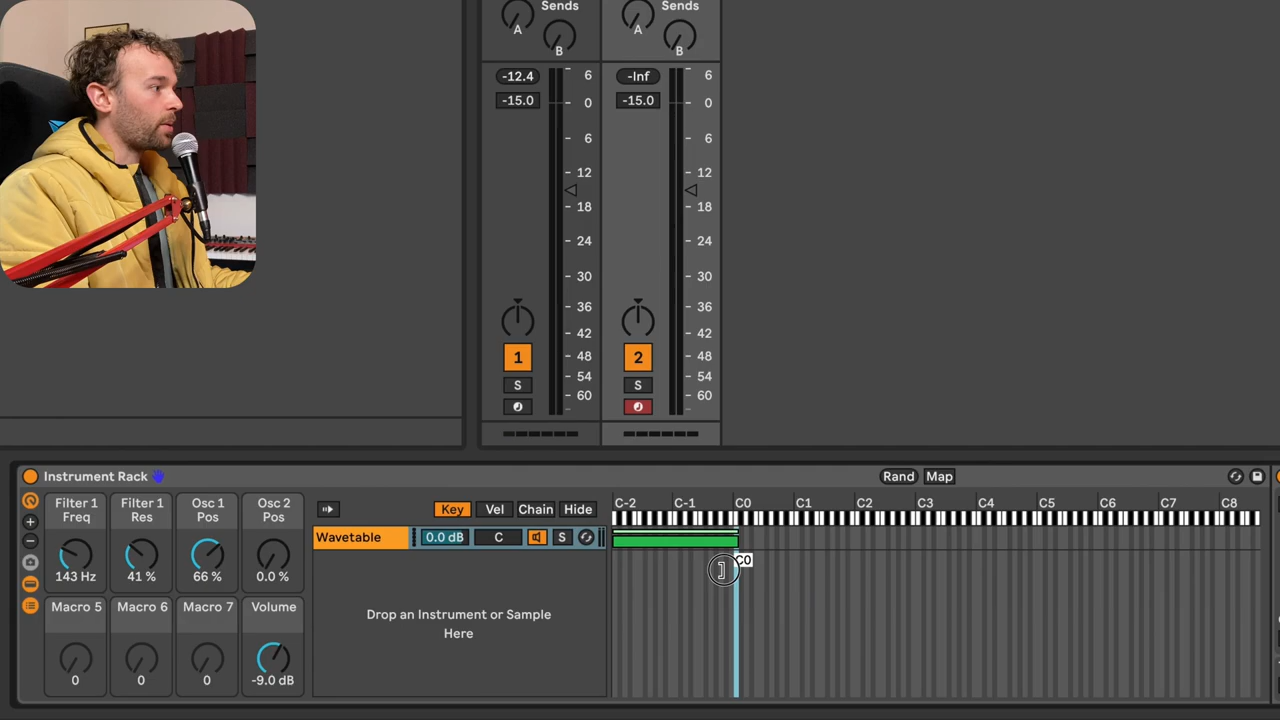 Sends
Sends
A
A
B
B
-12.4
6
-Inf
6
-15.0
0
-15.0
0
6
6
12
12
18
18
24
24
30
30
36
36
42
42
1
48
2
48
S
54
S
54
60
60
Instrument Rack
Rand
Map
Filter 1 Freq
Filter 1 Res
Osc 1 Pos
Osc 2 Pos
Key
Vel
Chain
Hide
C-2
C-1
C0
C1
C2
C3
C4
C5
C6
C7
C8
Wavetable
0.0 dB
C
S
C0
143 Hz
41 %
66 %
0.0 %
Macro 5
Macro 6
Macro 7
Volume
Drop an Instrument or Sample
Here
0
0
0
-9.0 dB